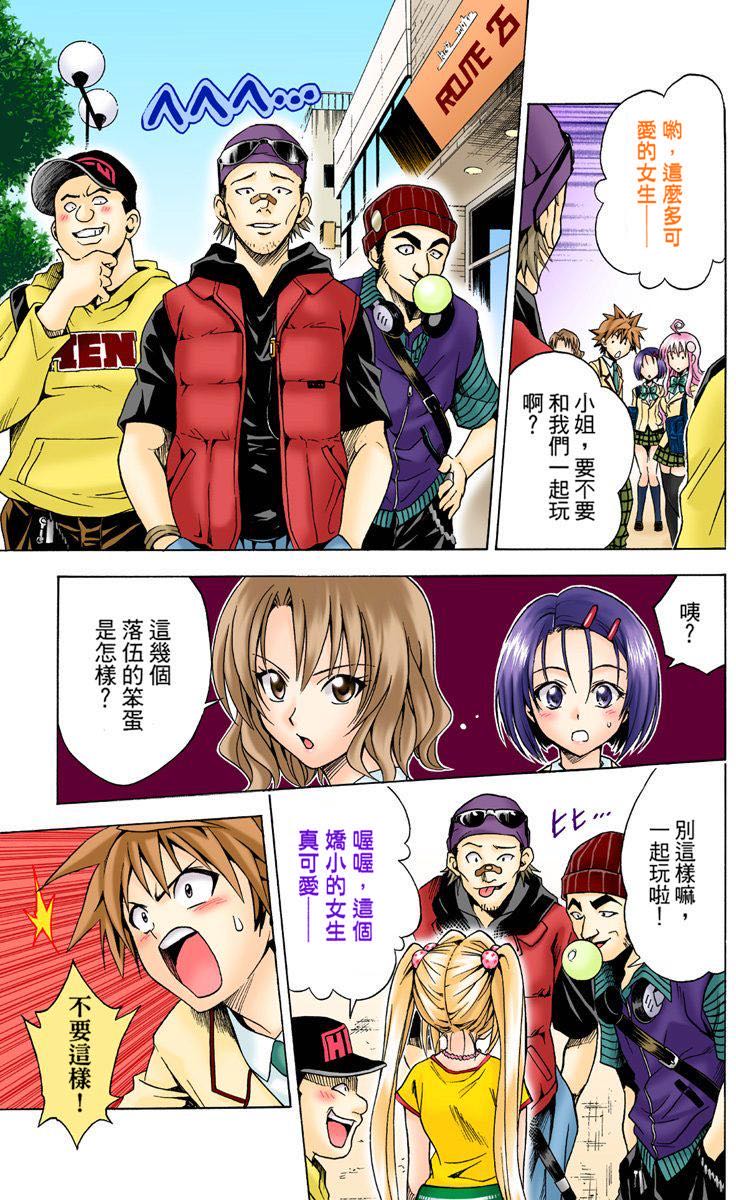 喲，這麼多可
愛的女生——
小姐，要不要
和我們一起玩
啊？
ヘヘヘ…
ROUTE 25
HEN
H
咦？
這幾個
落伍的笨蛋
是怎樣？
別這樣嘛，
一起玩啦！
ヒヒ…
喔喔，這個
嬌小的女生
真可愛——
H
不要這樣！